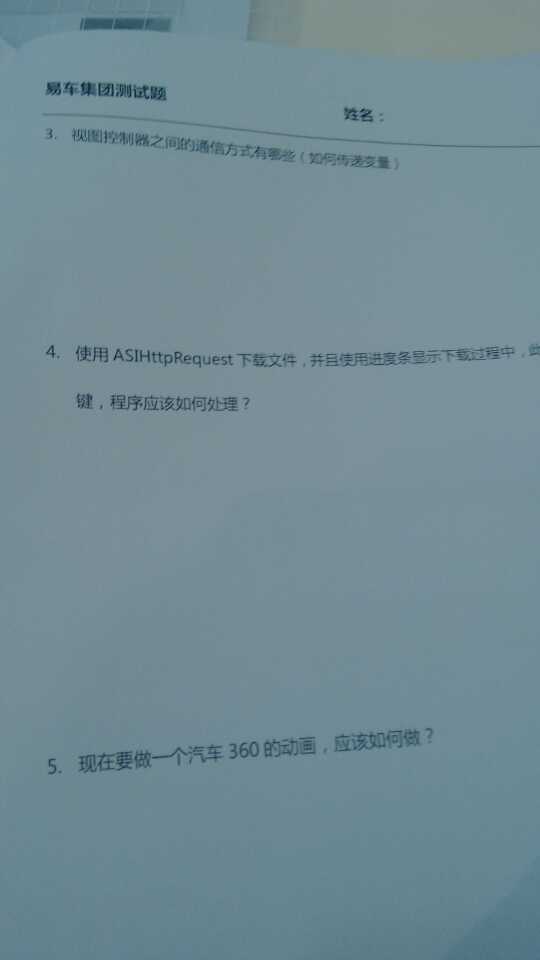 易车集团测试题
姓名：
3. 视图控制器之间的通信方式有哪些（如何传递变量）
4. 使用 ASIHttpRequest 下载文件，并且使用进度条显示下载过程中，此
键，程序应该如何处理？
5. 现在要做一个汽车 360 的动画，应该如何做？